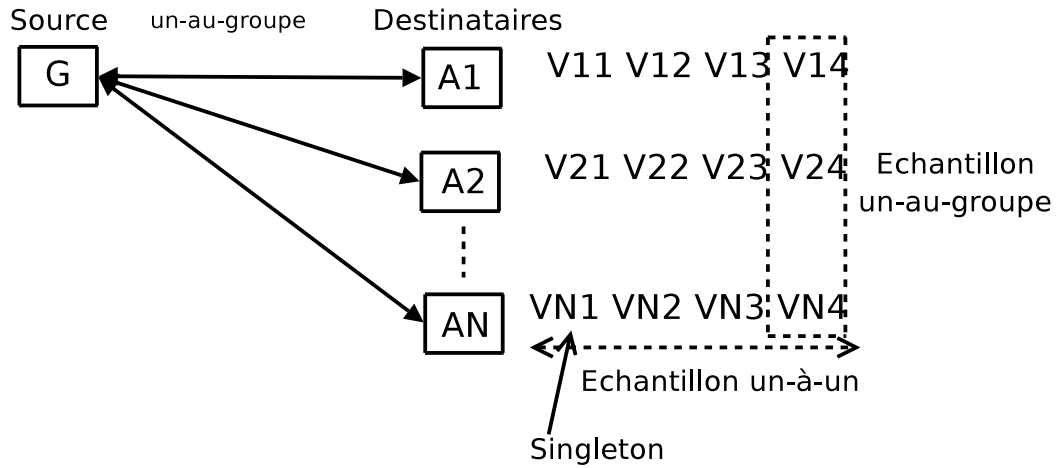 Source un-au-groupe Destinataires
G A1 V11 V12 V13 V14
A2 V21 V22 V23 V24
Echantillon
un-au-groupe
AN VN1 VN2 VN3 VN4
Echantillon un-à-un
Singleton